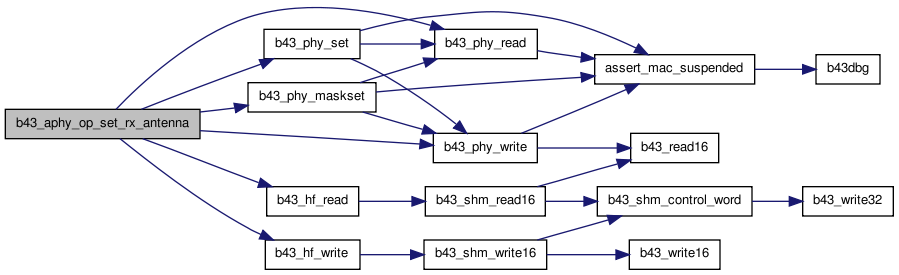 b43_aphy_op_set_rx_antenna
b43_phy_set
b43_phy_maskset
b43_hf_read
b43_hf_write
b43_phy_read
b43_phy_write
b43_shm_read16
b43_shm_write16
assert_mac_suspended
b43_read16
b43_shm_control_word
b43_write16
b43dbg
b43_write32